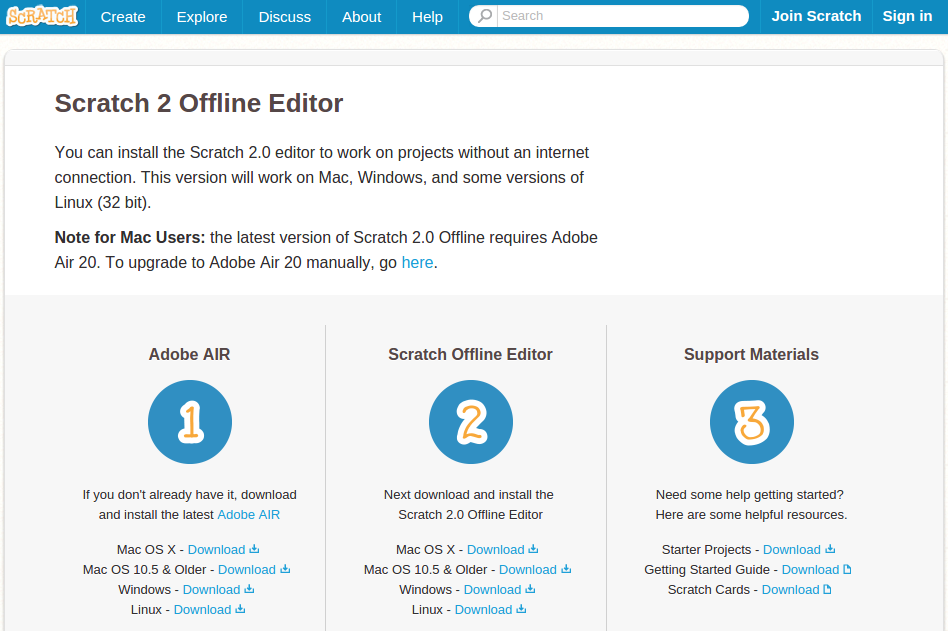 SCRATCH Create Explore Discuss About Help Search Join Scratch Sign in
Scratch 2 Offline Editor
You can install the Scratch 2.0 editor to work on projects without an internet
connection. This version will work on Mac, Windows, and some versions of
Linux (32 bit).
Note for Mac Users: the latest version of Scratch 2.0 Offline requires Adobe
Air 20. To upgrade to Adobe Air 20 manually, go here.
Adobe AIR
1
If you don't already have it, download
and install the latest Adobe AIR
Mac OS X - Download
Mac OS 10.5 & Older - Download
Windows - Download
Linux - Download
Scratch Offline Editor
2
Next download and install the
Scratch 2.0 Offline Editor
Mac OS X - Download
Mac OS 10.5 & Older - Download
Windows - Download
Linux - Download
Support Materials
3
Need some help getting started?
Here are some helpful resources.
Starter Projects - Download
Getting Started Guide - Download
Scratch Cards - Download